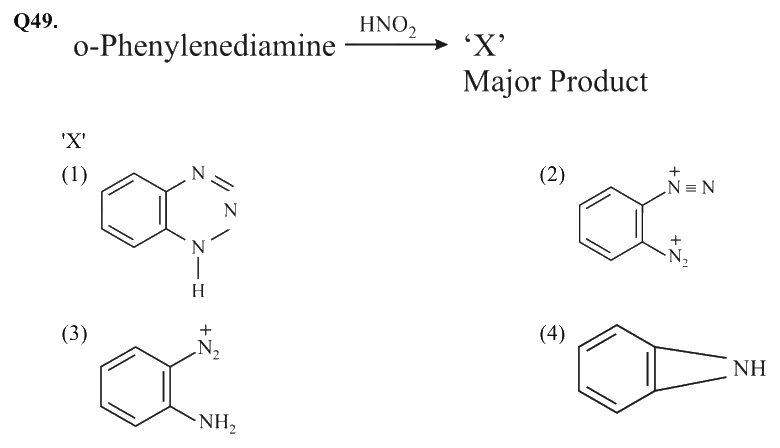 Q49.
o-Phenylenediamine HNO₂ 'X'
Major Product
'X'
(1) N N N H
(2) N⁺≡N N₂⁺
(3) N₂⁺ NH₂
(4) NH